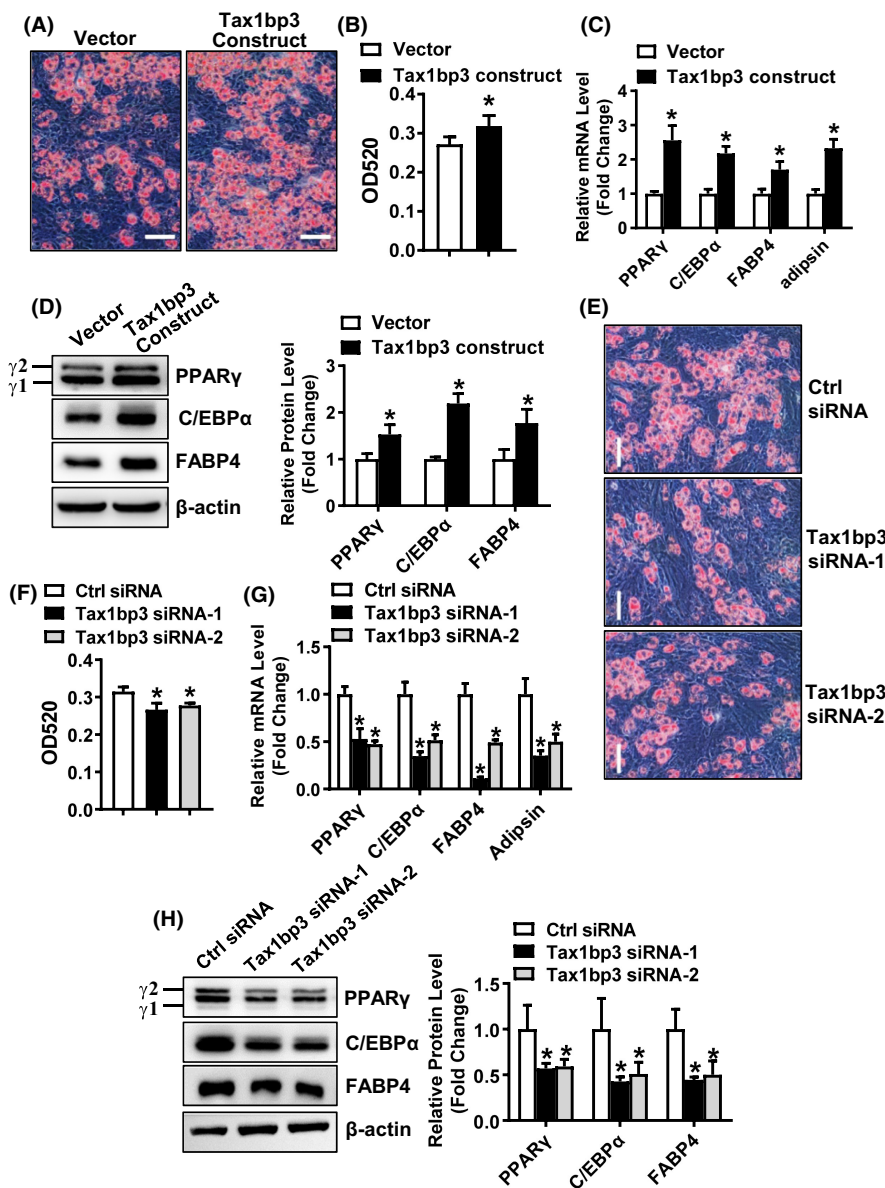 (A)
Vector
Tax1bp3
Construct
(B)
Vector
Tax1bp3 construct
OD520
0.4
0.3
0.2
0.1
0.0
*
(C)
Vector
Tax1bp3 construct
Relative mRNA Level
(Fold Change)
4
3
2
1
0
* * * *
PPARγ
C/EBPα
FABP4
adipsin
(D)
Vector
Tax1bp3
Construct
γ2
γ1
PPARγ
C/EBPα
FABP4
β-actin
Vector
Tax1bp3 construct
Relative Protein Level
(Fold Change)
3
2
1
0
* * *
PPARγ
C/EBPα
FABP4
(E)
Ctrl
siRNA
Tax1bp3
siRNA-1
Tax1bp3
siRNA-2
(F)
Ctrl siRNA
Tax1bp3 siRNA-1
Tax1bp3 siRNA-2
OD520
0.4
0.3
0.2
0.1
0.0
* *
(G)
Ctrl siRNA
Tax1bp3 siRNA-1
Tax1bp3 siRNA-2
Relative mRNA Level
(Fold Change)
1.5
1.0
0.5
0.0
* * * * * * * *
PPARγ
C/EBPα
FABP4
Adipsin
(H)
Ctrl siRNA
Tax1bp3 siRNA-1
Tax1bp3 siRNA-2
γ2
γ1
PPARγ
C/EBPα
FABP4
β-actin
Ctrl siRNA
Tax1bp3 siRNA-1
Tax1bp3 siRNA-2
Relative Protein Level
(Fold Change)
1.5
1.0
0.5
0.0
* * * * * *
PPARγ
C/EBPα
FABP4